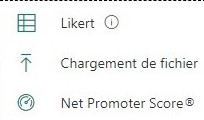 Likert
Chargement de fichier
Net Promoter Score®